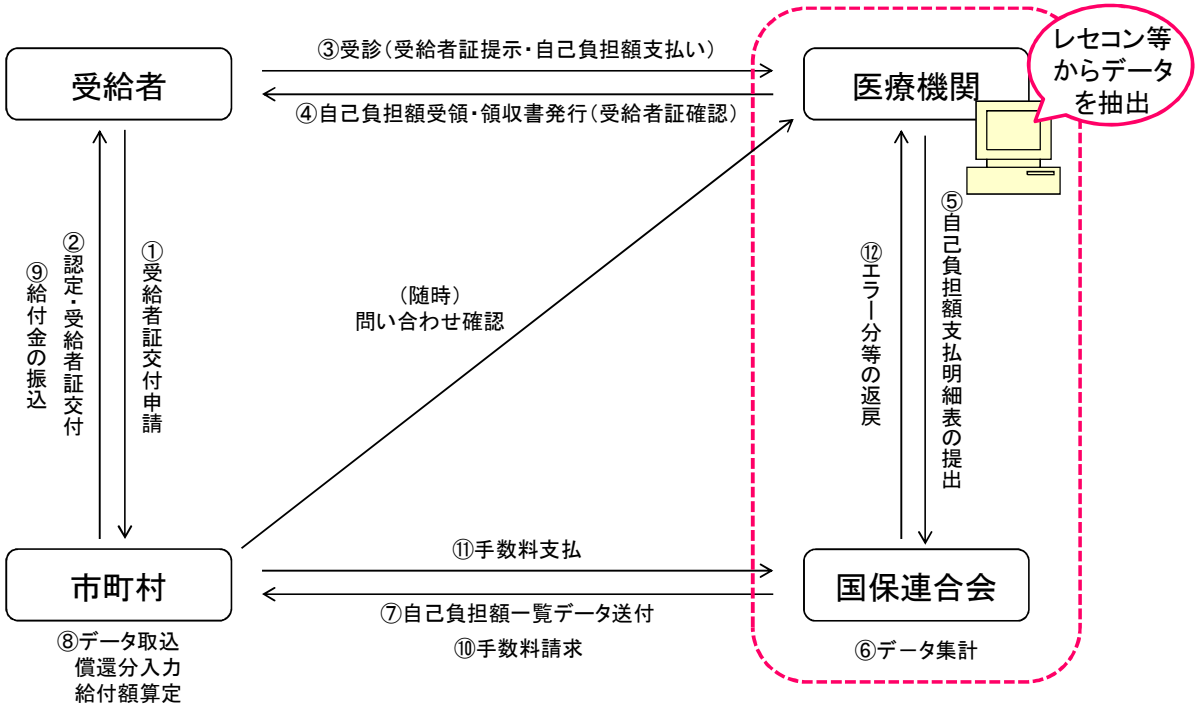 ③受診(受給者証提示・自己負担額支払い)
受給者
医療機関
レセコン等
からデータ
を抽出
④自己負担額受領・領収書発行(受給者証確認)
⑨給付金の振込
②認定・受給者証交付
①受給者証交付申請
(随時)
問い合わせ確認
⑫エラー分等の返戻
⑤自己負担額支払明細表の提出
⑪手数料支払
市町村
国保連合会
⑦自己負担額一覧データ送付
⑧データ取込
償還分入力
給付額算定
⑩手数料請求
⑥データ集計